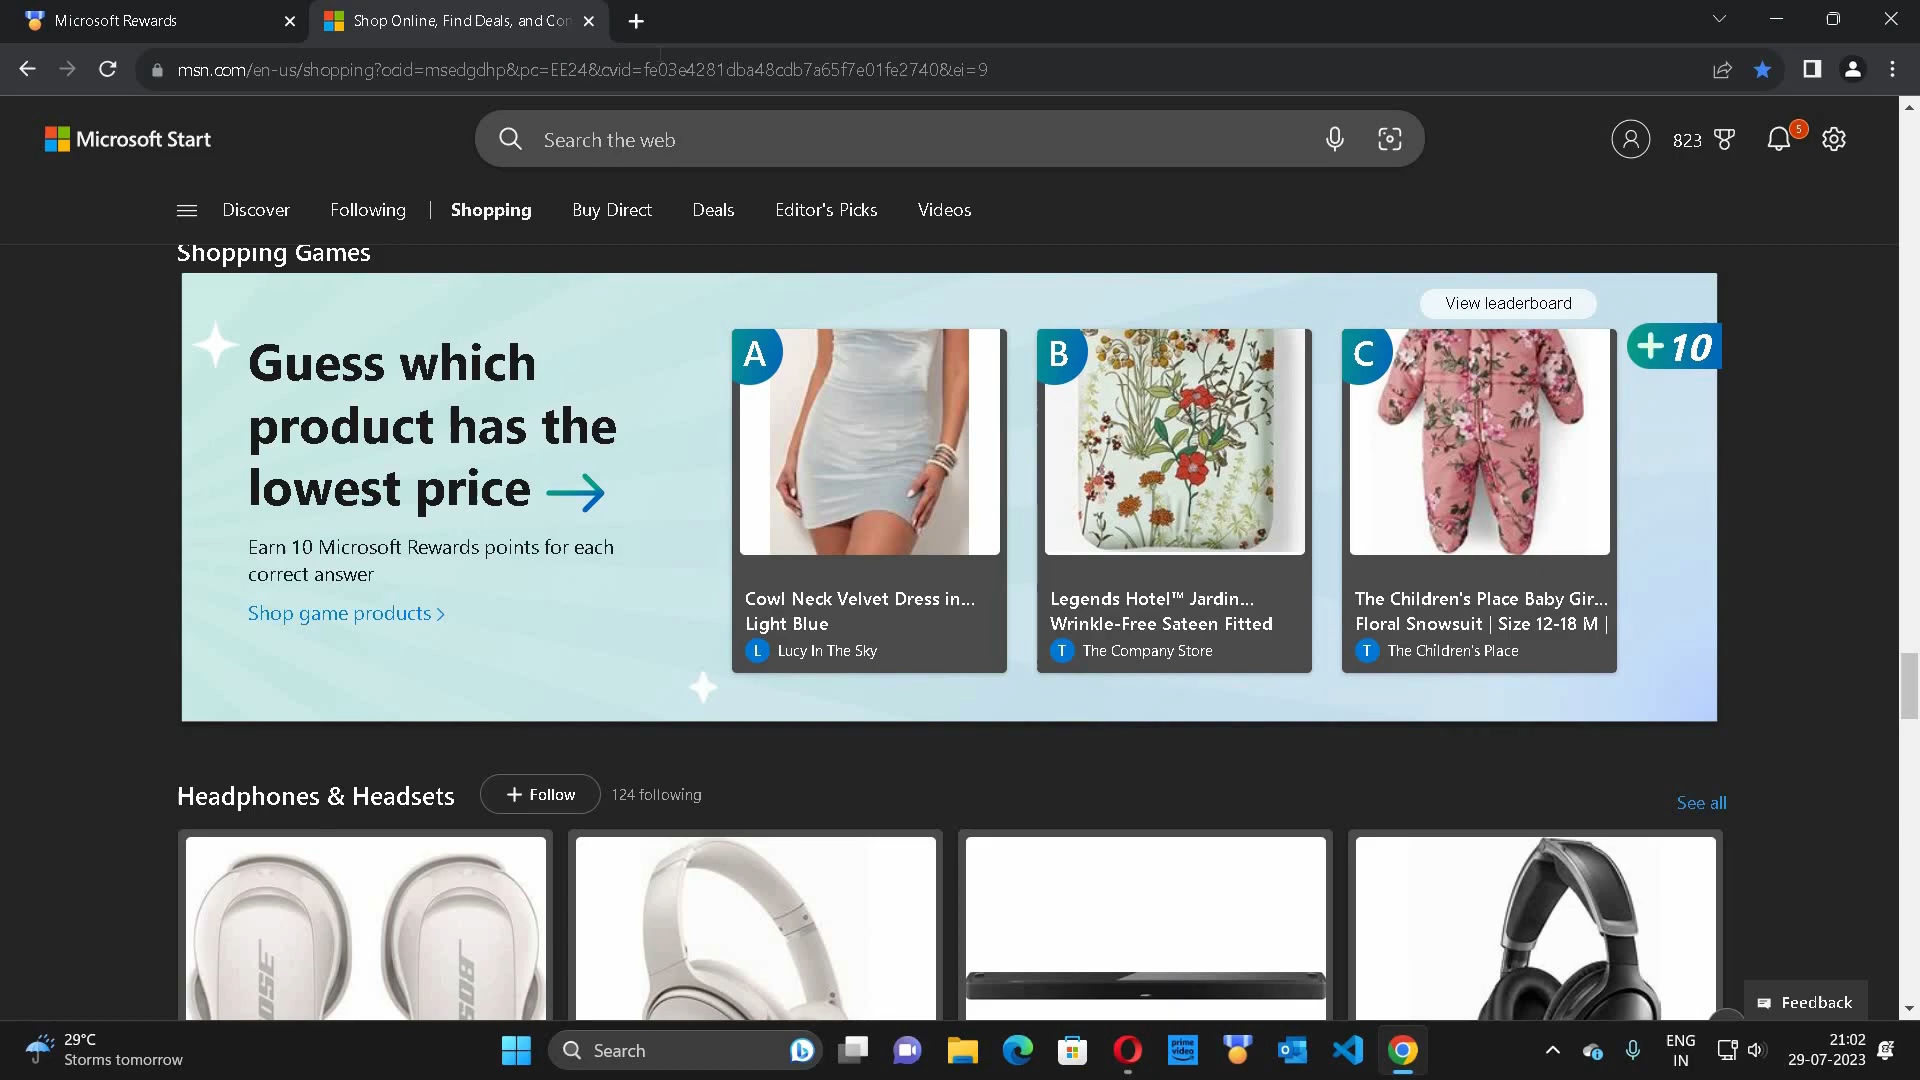 Microsoft Rewards
Shop Online, Find Deals, and Con
msn.com/en-us/shopping?ocid=msedgdhp&pc=EE24&cvid=fe03e4281dba48cdb7a65f7e01fe2740&ei=9
Microsoft Start
Search the web
823
5
Discover
Following
Shopping
Buy Direct
Deals
Editor's Picks
Videos
Shopping Games
View leaderboard
Guess which
product has the
lowest price
Earn 10 Microsoft Rewards points for each
correct answer
Shop game products
A
Cowl Neck Velvet Dress in...
Light Blue
L Lucy In The Sky
B
Legends Hotel™ Jardin...
Wrinkle-Free Sateen Fitted
T The Company Store
C
The Children's Place Baby Gir...
Floral Snowsuit | Size 12-18 M |
T The Children's Place
+10
Headphones & Headsets
+ Follow
124 following
See all
BOSE
Feedback
29°C
Storms tomorrow
Search
prime
video
ENG
IN
21:02
29-07-2023